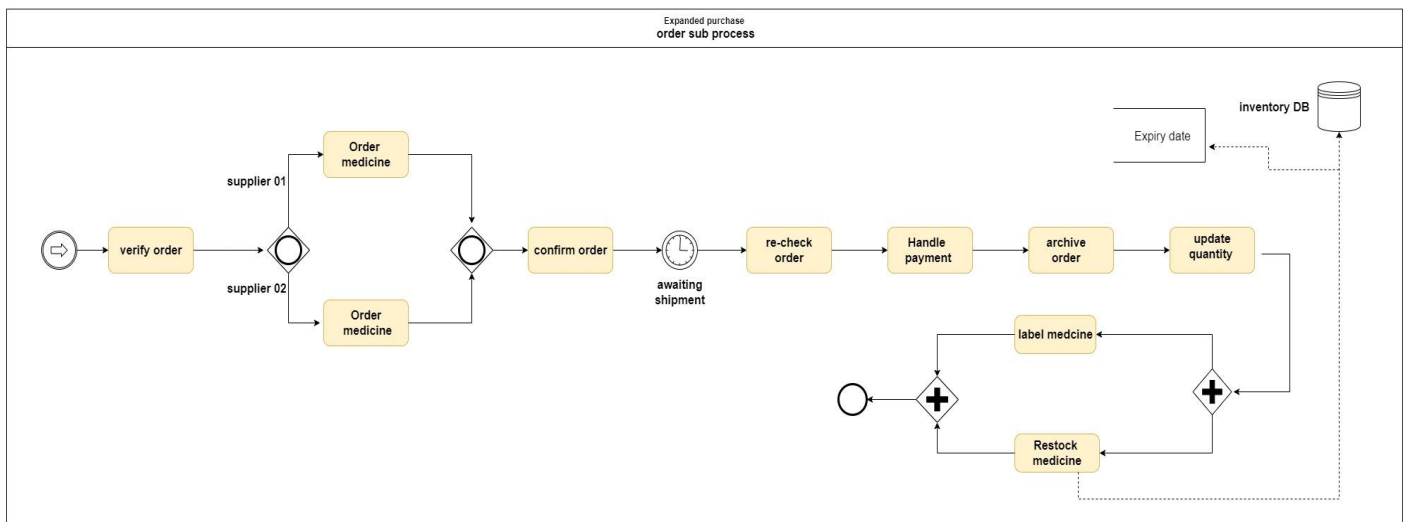 Expanded purchase
order sub process
verify order
supplier 01
supplier 02
Order
medicine
Order
medicine
confirm order
awaiting
shipment
re-check
order
Handle
payment
archive
order
update
quantity
Expiry date
inventory DB
label medcine
Restock
medicine